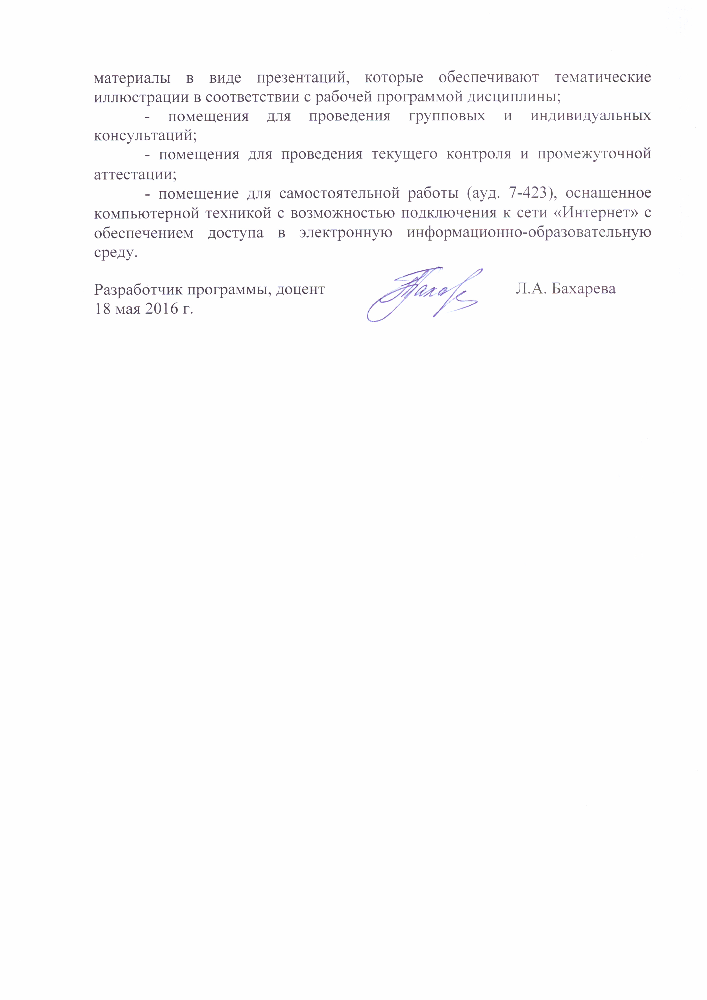 материалы в виде презентаций, которые обеспечивают тематические
иллюстрации в соответствии с рабочей программой дисциплины;
- помещения для проведения групповых и индивидуальных
консультаций;
- помещения для проведения текущего контроля и промежуточной
аттестации;
- помещение для самостоятельной работы (ауд. 7-423), оснащенное
компьютерной техникой с возможностью подключения к сети «Интернет» с
обеспечением доступа в электронную информационно-образовательную
среду.
Разработчик программы, доцент Л.А. Бахарева
18 мая 2016 г.